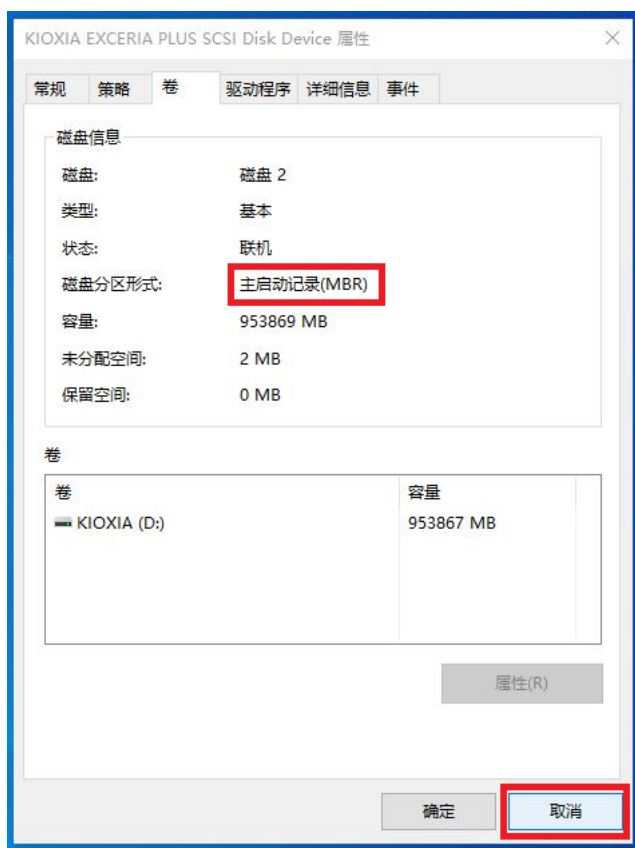 KIOXIA EXCERIA PLUS SCSI Disk Device 属性
常规 策略 卷 驱动程序 详细信息 事件
磁盘信息
磁盘: 磁盘 2
类型: 基本
状态: 联机
磁盘分区形式: 主启动记录(MBR)
容量: 953869 MB
未分配空间: 2 MB
保留空间: 0 MB
卷
卷 容量
KIOXIA (D:) 953867 MB
属性(R)
确定 取消